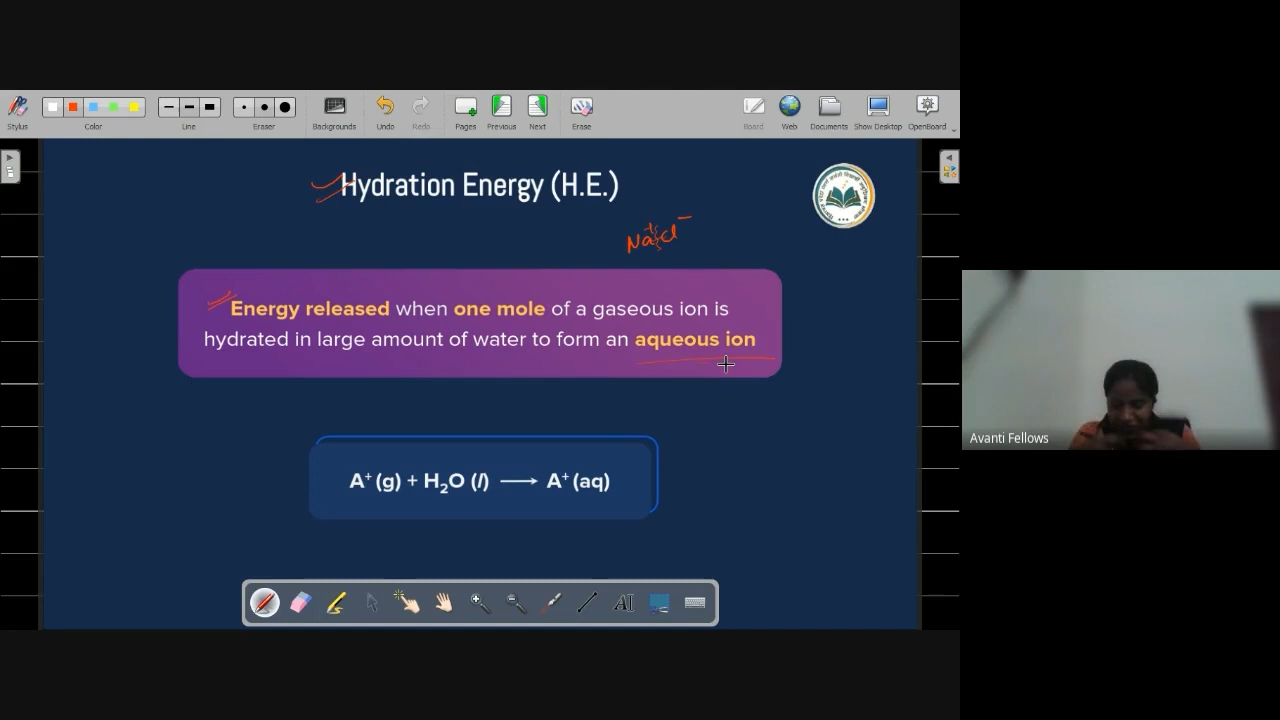 Stylus
Color
Line
Eraser
Backgrounds
Undo
Redo
Pages
Previous
Next
Erase
Board
Web
Documents
Show Desktop
OpenBoard
Hydration Energy (H.E.)
Na⁺Cl⁻
Energy released when one mole of a gaseous ion is
hydrated in large amount of water to form an aqueous ion
A⁺ (g) + H₂O (l) ⟶ A⁺ (aq)
AI
Avanti Fellows